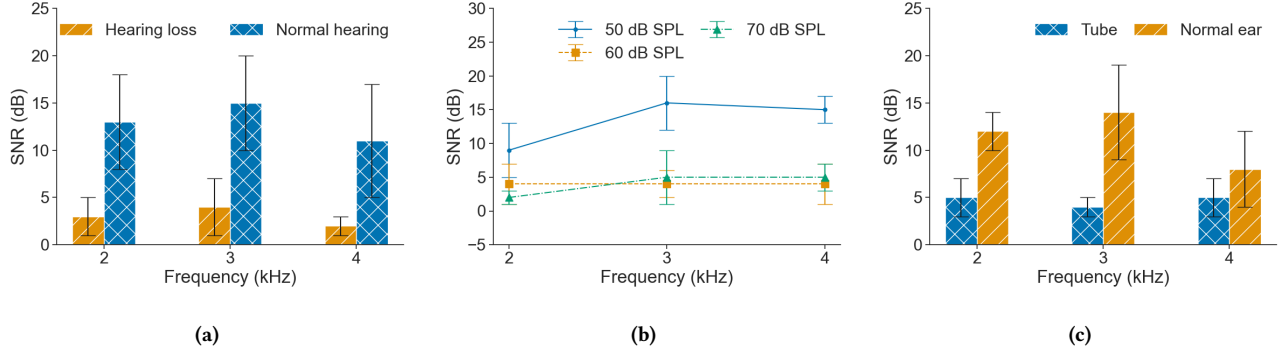 25
20
15
10
5
0
SNR (dB)
Hearing loss
Normal hearing
2
3
4
Frequency (kHz)
(a)
30
25
20
15
10
5
0
−5
SNR (dB)
50 dB SPL
60 dB SPL
70 dB SPL
2
3
4
Frequency (kHz)
(b)
25
20
15
10
5
0
SNR (dB)
Tube
Normal ear
2
3
4
Frequency (kHz)
(c)